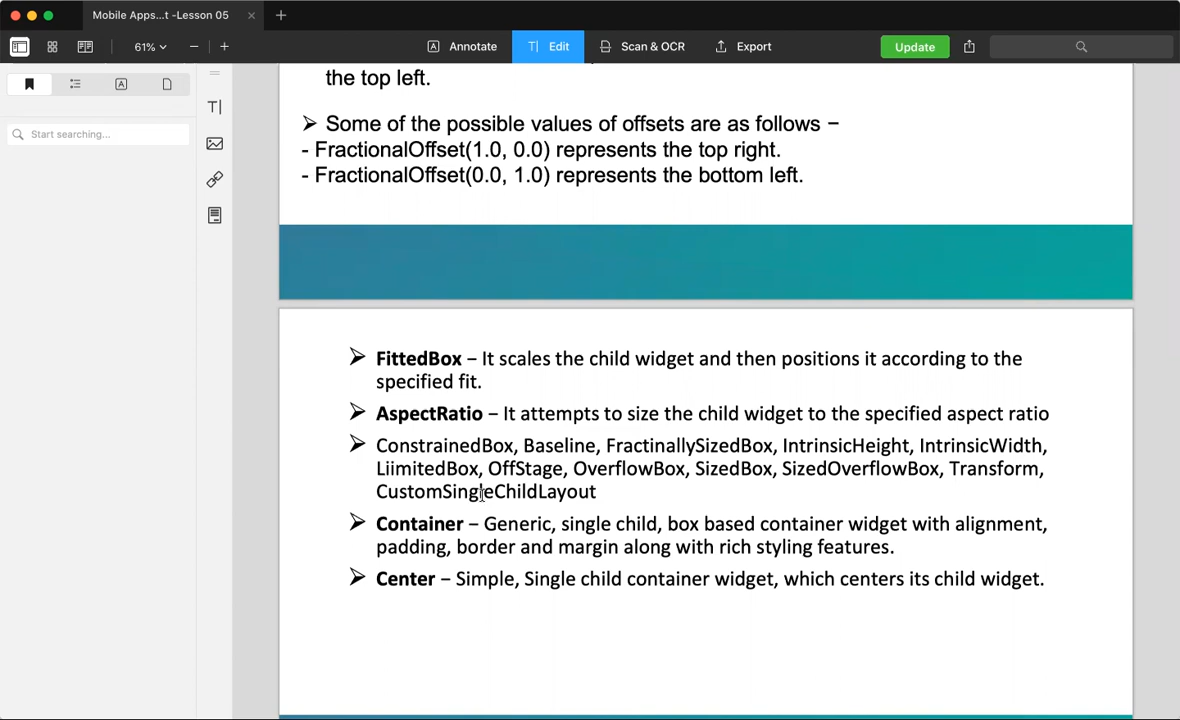 Mobile Apps...t -Lesson 05
61%
Annotate
Edit
Scan & OCR
Export
Update
Start searching...
the top left.
➢ Some of the possible values of offsets are as follows −
- FractionalOffset(1.0, 0.0) represents the top right.
- FractionalOffset(0.0, 1.0) represents the bottom left.
➢ FittedBox − It scales the child widget and then positions it according to the
specified fit.
➢ AspectRatio − It attempts to size the child widget to the specified aspect ratio
➢ ConstrainedBox, Baseline, FractinallySizedBox, IntrinsicHeight, IntrinsicWidth,
LiimitedBox, OffStage, OverflowBox, SizedBox, SizedOverflowBox, Transform,
CustomSingleChildLayout
➢ Container − Generic, single child, box based container widget with alignment,
padding, border and margin along with rich styling features.
➢ Center − Simple, Single child container widget, which centers its child widget.